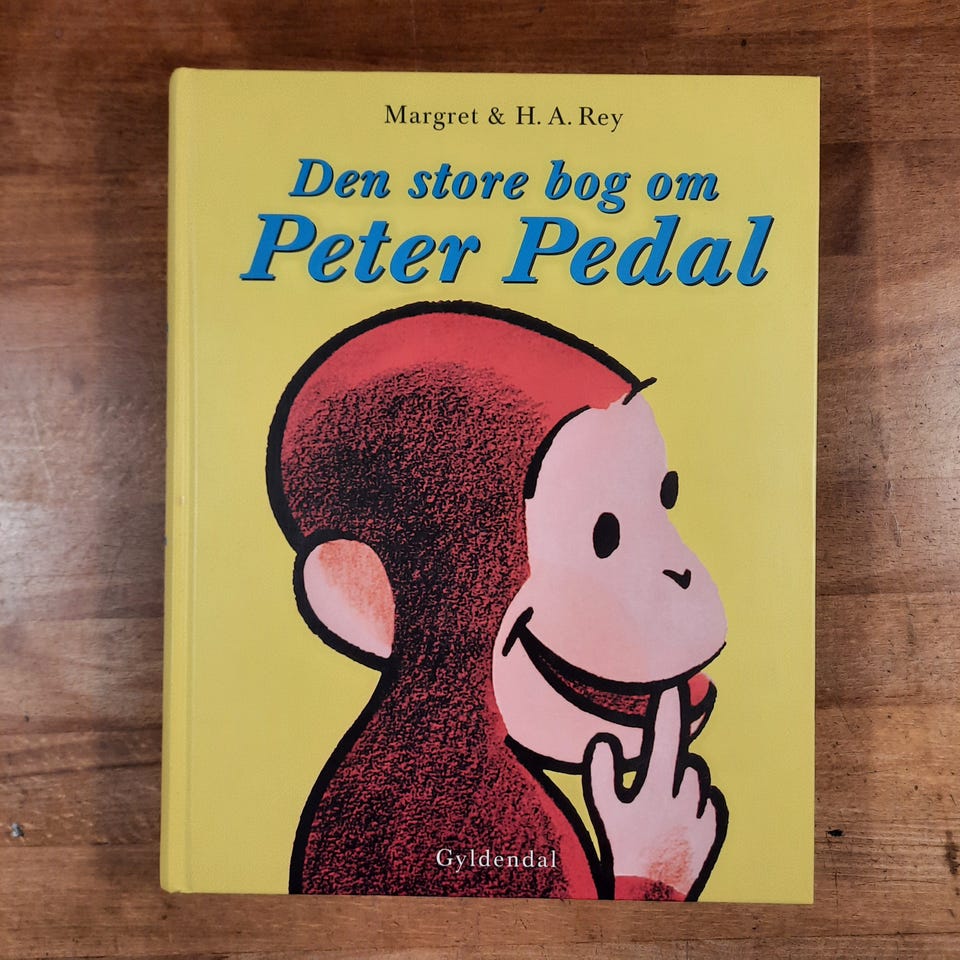 Margret & H. A. Rey
Den store bog om
Peter Pedal
Gyldendal